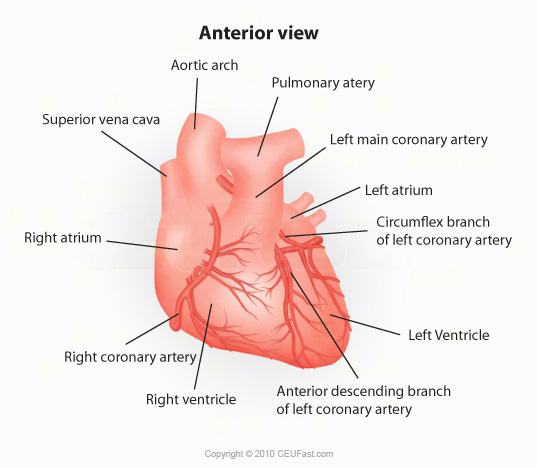 Anterior view
Aortic arch
Pulmonary atery
Superior vena cava
Left main coronary artery
Left atrium
Circumflex branch
of left coronary artery
Right atrium
Left Ventricle
Right coronary artery
Anterior descending branch
of left coronary artery
Right ventricle
Copyright © 2010 CEUFast.com